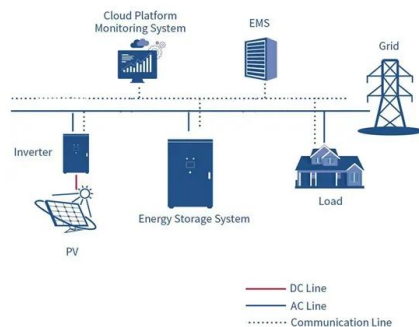 Cloud Platform
Monitoring System
EMS
Grid
Inverter
Energy Storage System
Load
PV
DC Line
AC Line
Communication Line